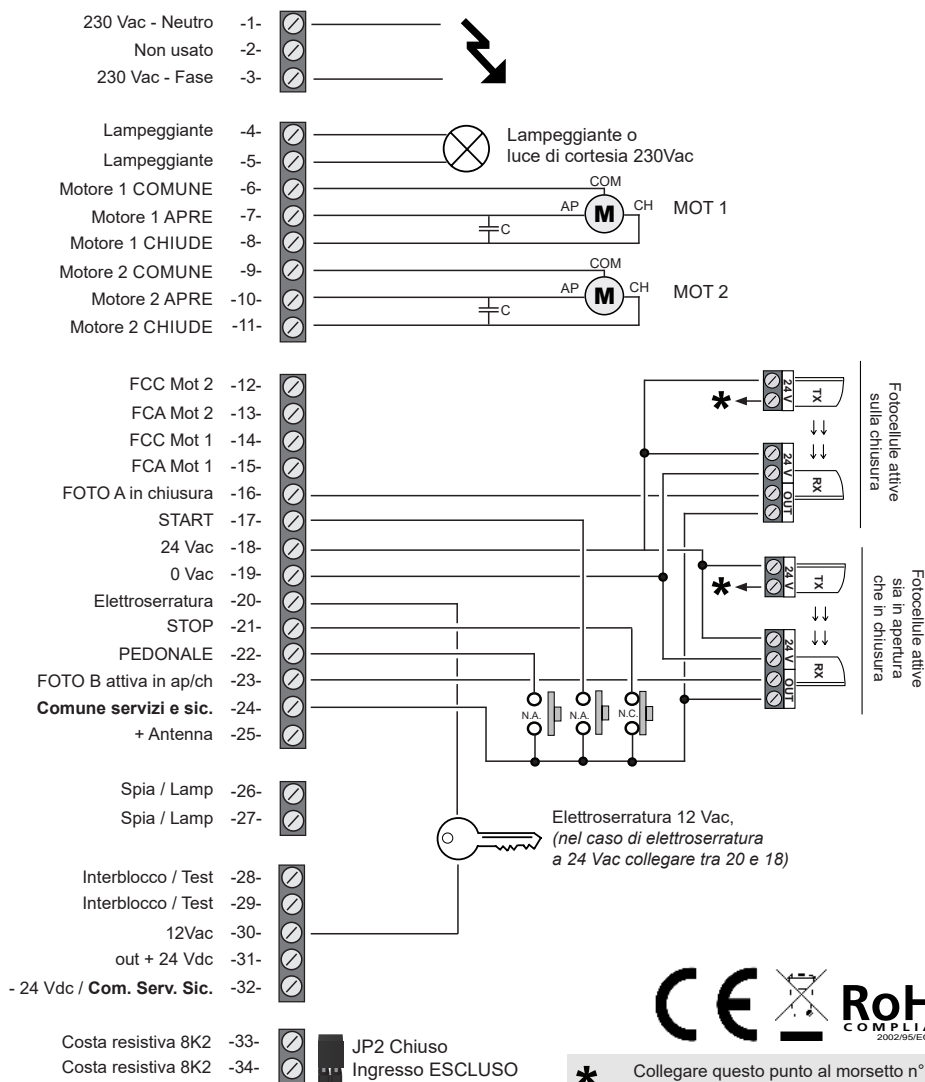 230 Vac - Neutro -1-
Non usato -2-
230 Vac - Fase -3-
Lampeggiante -4-
Lampeggiante -5-
Lampeggiante o
luce di cortesia 230Vac
Motore 1 COMUNE -6-
Motore 1 APRE -7-
Motore 1 CHIUDE -8-
COM
AP M CH MOT 1
C
Motore 2 COMUNE -9-
Motore 2 APRE -10-
Motore 2 CHIUDE -11-
COM
AP M CH MOT 2
C
FCC Mot 2 -12-
FCA Mot 2 -13-
FCC Mot 1 -14-
FCA Mot 1 -15-
FOTO A in chiusura -16-
START -17-
24 Vac -18-
0 Vac -19-
Elettroserratura -20-
STOP -21-
PEDONALE -22-
FOTO B attiva in ap/ch -23-
Comune servizi e sic. -24-
+ Antenna -25-
* 24 V TX
24 V OUT RX
Fotocellule attive
sulla chiusura
* 24 V TX
24 V OUT RX
Fotocellule attive
sia in apertura
che in chiusura
N.A. N.A. N.C.
Spia / Lamp -26-
Spia / Lamp -27-
Elettroserratura 12 Vac,
(nel caso di elettroserratura
a 24 Vac collegare tra 20 e 18)
Interblocco / Test -28-
Interblocco / Test -29-
12Vac -30-
out + 24 Vdc -31-
- 24 Vdc / Com. Serv. Sic. -32-
Costa resistiva 8K2 -33-
Costa resistiva 8K2 -34-
JP2 Chiuso
Ingresso ESCLUSO
CE RoH
COMPLIA
2002/95/EC
* Collegare questo punto al morsetto n°